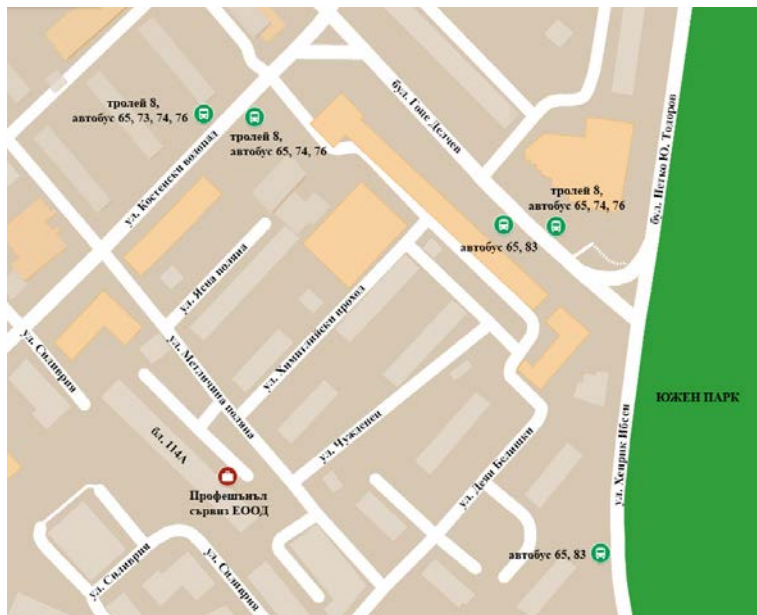 тролей 8,
автобус 65, 73, 74, 76
тролей 8,
автобус 65, 74, 76
бул. Гоце Делчев
бул. Петко Ю. Тодоров
ул. Костенски водопад
тролей 8,
автобус 65, 74, 76
автобус 65, 83
ул. Ясна поляна
ул. Химитлийски проход
ул. Силиврия
ул. Метличина поляна
ЮЖЕН ПАРК
бл. 114А
ул. Чужденец
ул. Деян Белишки
ул. Хенрик Ибсен
Профешънъл
сървиз ЕООД
автобус 65, 83
ул. Силиврия
ул. Силиврия